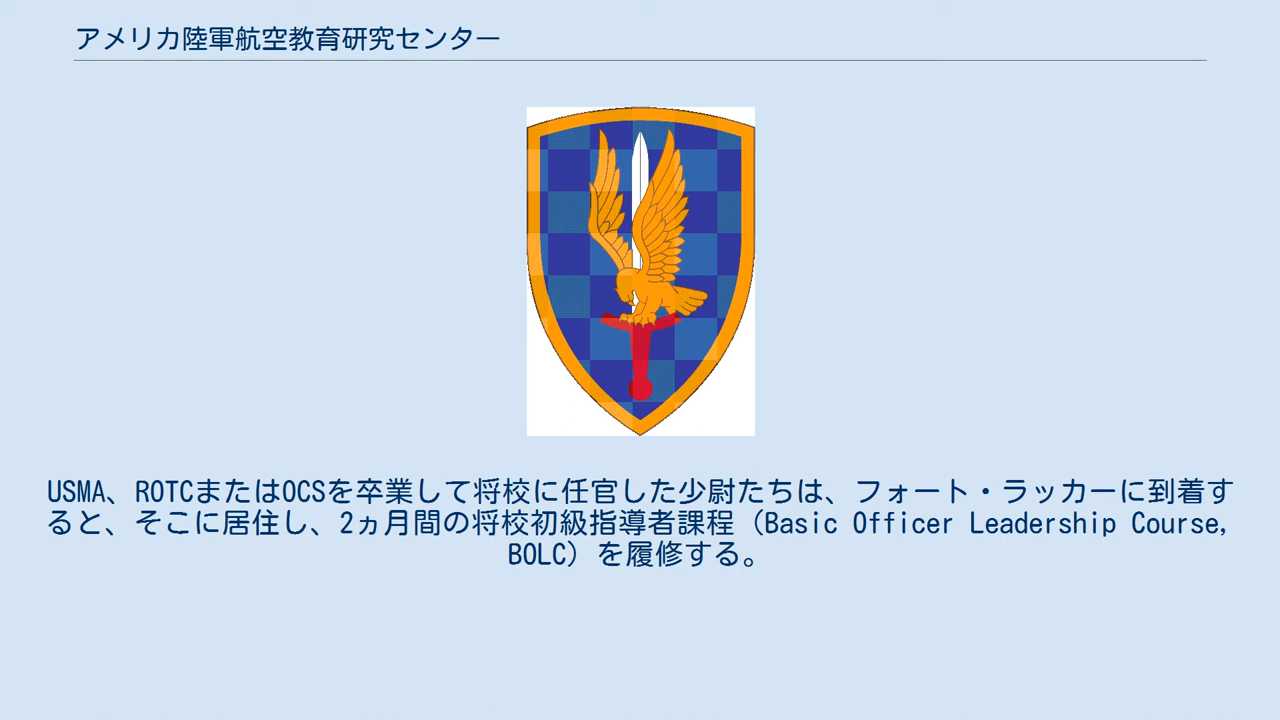 アメリカ陸軍航空教育研究センター
USMA、ROTCまたはOCSを卒業して将校に任官した少尉たちは、フォート・ラッカーに到着す
ると、そこに居住し、2ヵ月間の将校初級指導者課程（Basic Officer Leadership Course,
BOLC）を履修する。